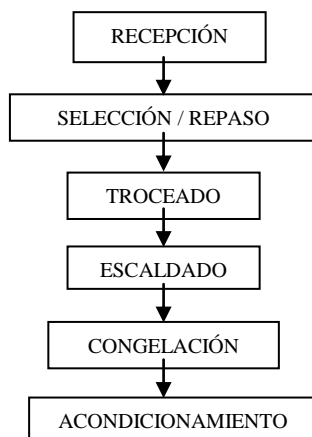 RECEPCIÓN
SELECCIÓN / REPASO
TROCEADO
ESCALDADO
CONGELACIÓN
ACONDICIONAMIENTO